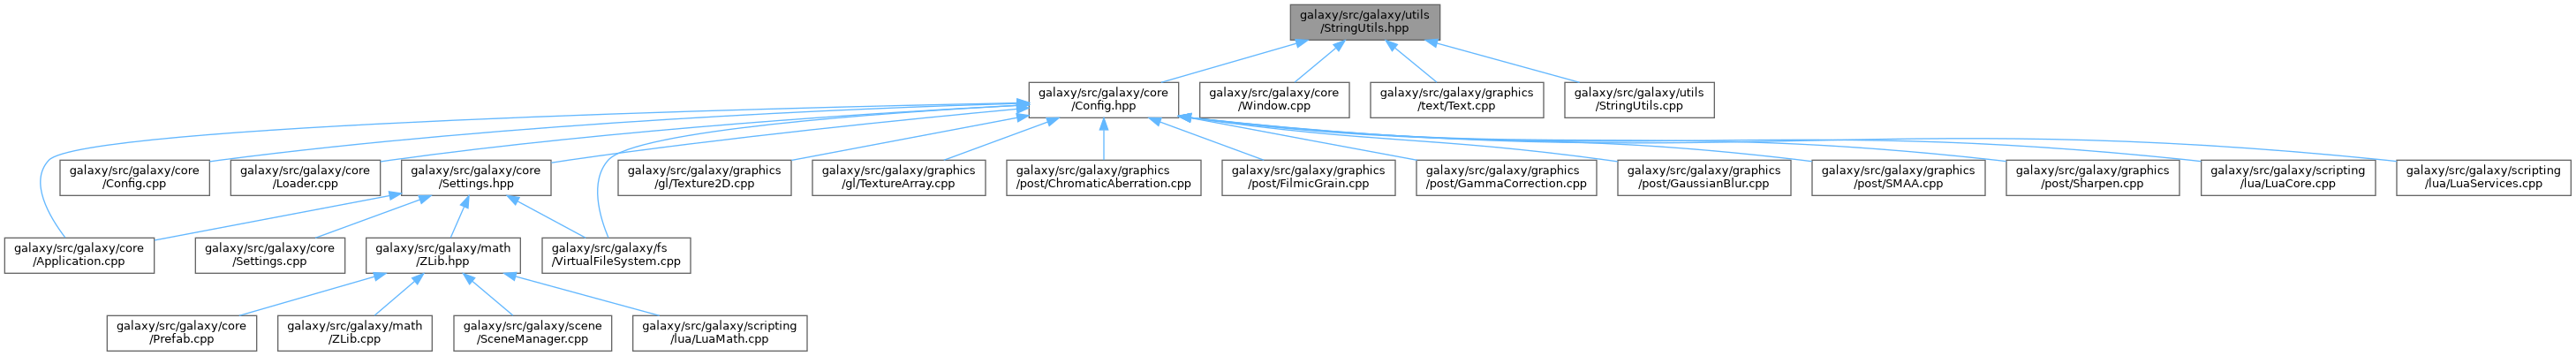 galaxy/src/galaxy/utils
/StringUtils.hpp
galaxy/src/galaxy/core
/Config.hpp
galaxy/src/galaxy/core
/Window.cpp
galaxy/src/galaxy/graphics
/text/Text.cpp
galaxy/src/galaxy/utils
/StringUtils.cpp
galaxy/src/galaxy/core
/Config.cpp
galaxy/src/galaxy/core
/Loader.cpp
galaxy/src/galaxy/core
/Settings.hpp
galaxy/src/galaxy/graphics
/gl/Texture2D.cpp
galaxy/src/galaxy/graphics
/gl/TextureArray.cpp
galaxy/src/galaxy/graphics
/post/ChromaticAberration.cpp
galaxy/src/galaxy/graphics
/post/FilmicGrain.cpp
galaxy/src/galaxy/graphics
/post/GammaCorrection.cpp
galaxy/src/galaxy/graphics
/post/GaussianBlur.cpp
galaxy/src/galaxy/graphics
/post/SMAA.cpp
galaxy/src/galaxy/graphics
/post/Sharpen.cpp
galaxy/src/galaxy/scripting
/lua/LuaCore.cpp
galaxy/src/galaxy/scripting
/lua/LuaServices.cpp
galaxy/src/galaxy/core
/Application.cpp
galaxy/src/galaxy/core
/Settings.cpp
galaxy/src/galaxy/math
/ZLib.hpp
galaxy/src/galaxy/fs
/VirtualFileSystem.cpp
galaxy/src/galaxy/core
/Prefab.cpp
galaxy/src/galaxy/math
/ZLib.cpp
galaxy/src/galaxy/scene
/SceneManager.cpp
galaxy/src/galaxy/scripting
/lua/LuaMath.cpp